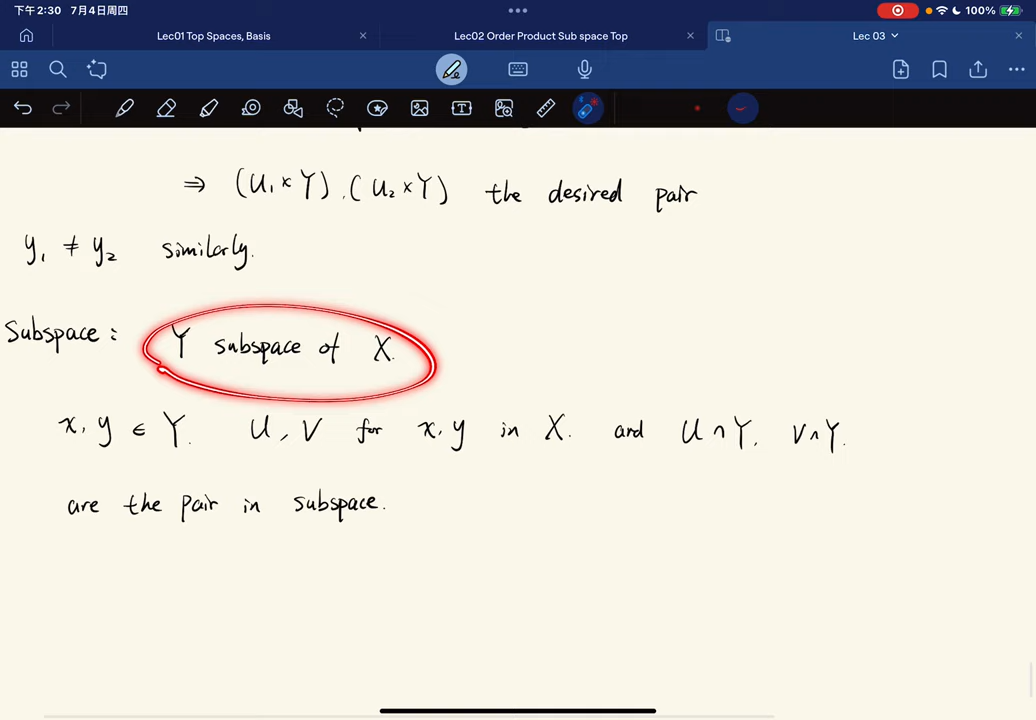 下午2:30 7月4日周四
100%
Lec01 Top Spaces, Basis
Lec02 Order Product Sub space Top
Lec 03
⇒ (U₁ × Y), (U₂ × Y) the desired pair
y₁ ≠ y₂ similarly.
Subspace:
Y subspace of X.
x, y ∈ Y. U, V for x, y in X. and U ∩ Y, V ∩ Y.
are the pair in subspace.